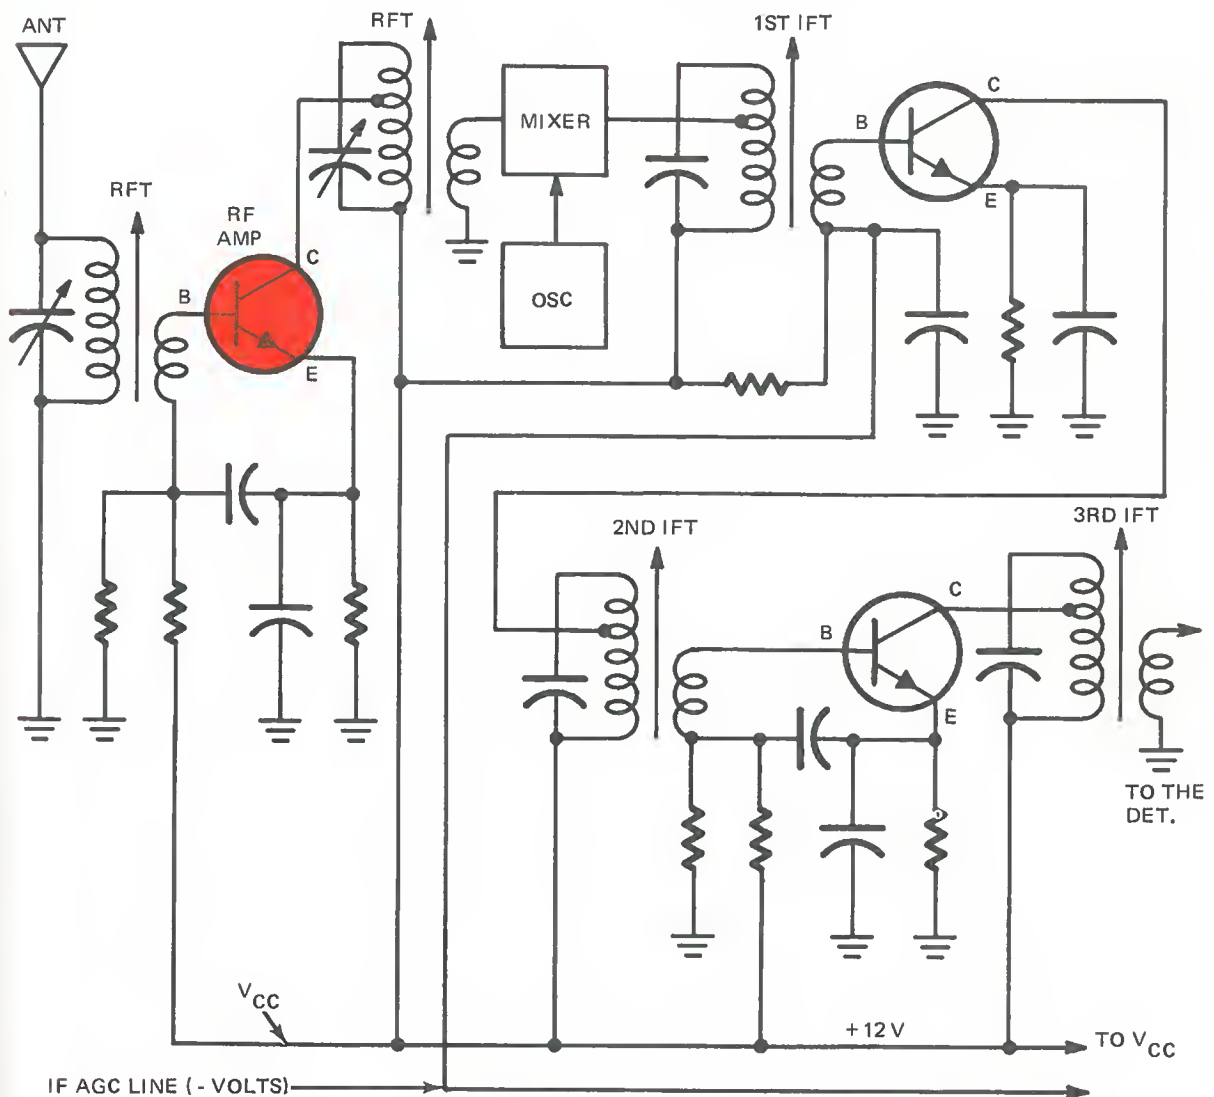 ANT
RFT
1ST IFT
C
B
MIXER
RFT
RF
AMP
E
C
OSC
B
E
2ND IFT
3RD IFT
C
B
E
TO THE
DET.
VCC
+12 V
TO VCC
IF AGC LINE (- VOLTS)